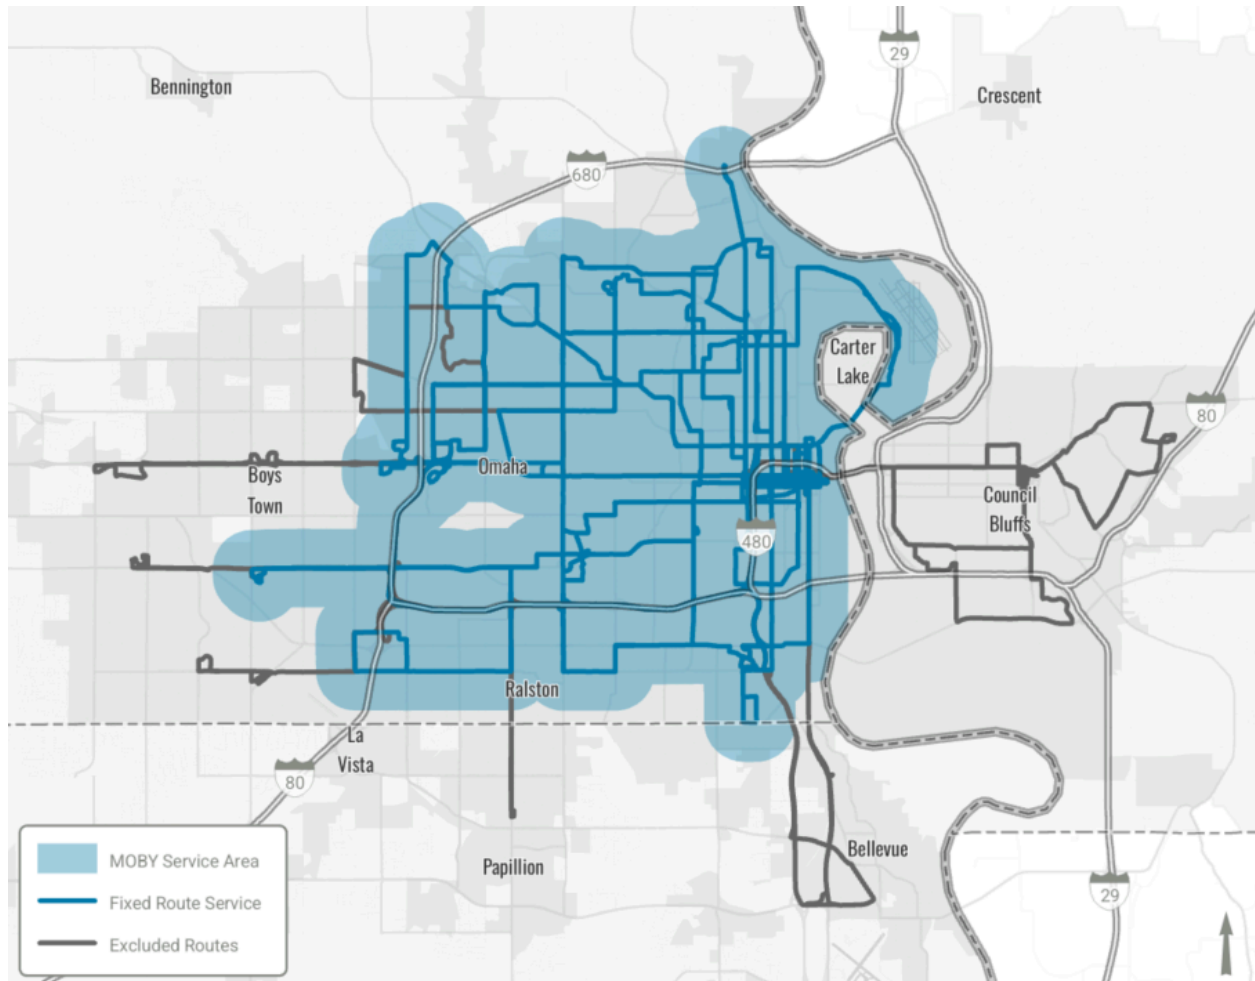 29
Bennington
Crescent
680
Carter
Lake
80
Boys
Town
Omaha
Council
Bluffs
480
Ralston
La
Vista
80
Papillion
Bellevue
29
MOBY Service Area
Fixed Route Service
Excluded Routes